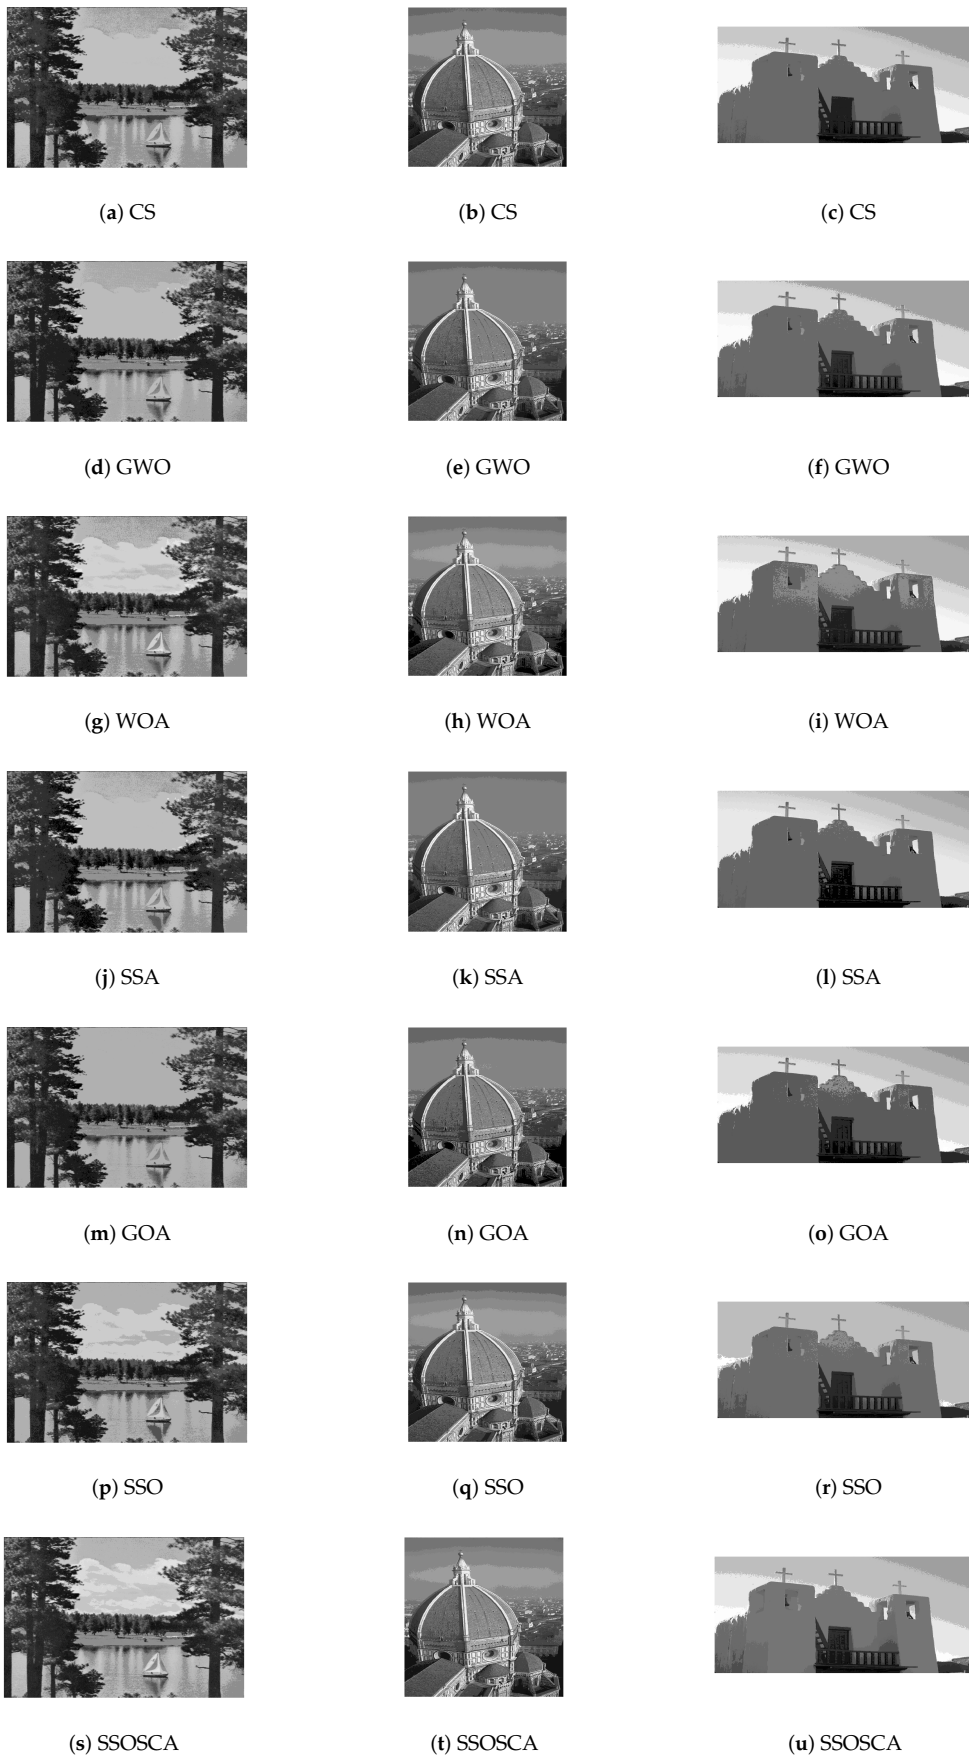 (a) CS
(b) CS
(c) CS
(d) GWO
(e) GWO
(f) GWO
(g) WOA
(h) WOA
(i) WOA
(j) SSA
(k) SSA
(l) SSA
(m) GOA
(n) GOA
(o) GOA
(p) SSO
(q) SSO
(r) SSO
(s) SSOSCA
(t) SSOSCA
(u) SSOSCA